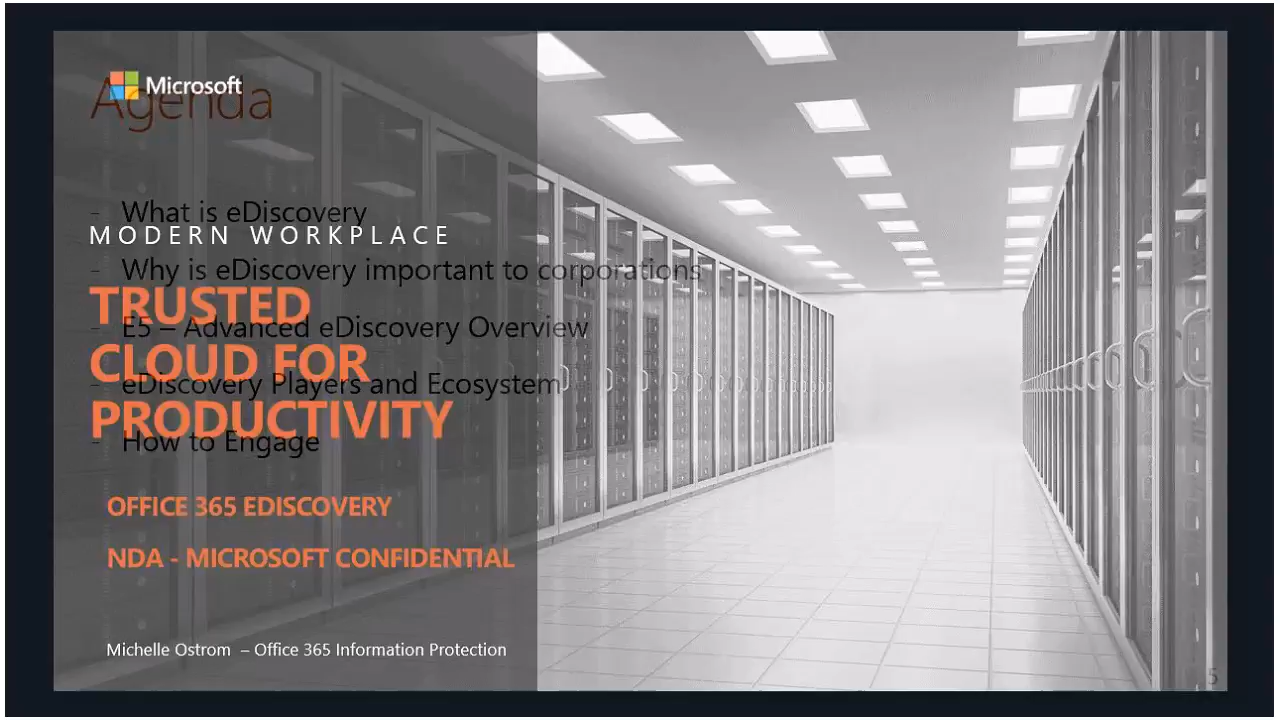 Microsoft
Agenda
- What is eDiscovery
MODERN WORKPLACE
- Why is eDiscovery important to corporations
TRUSTED
- E5 – Advanced eDiscovery Overview
CLOUD FOR
- eDiscovery Players and Ecosystem
PRODUCTIVITY
- How to Engage
OFFICE 365 EDISCOVERY
NDA - MICROSOFT CONFIDENTIAL
Michelle Ostrom – Office 365 Information Protection
5